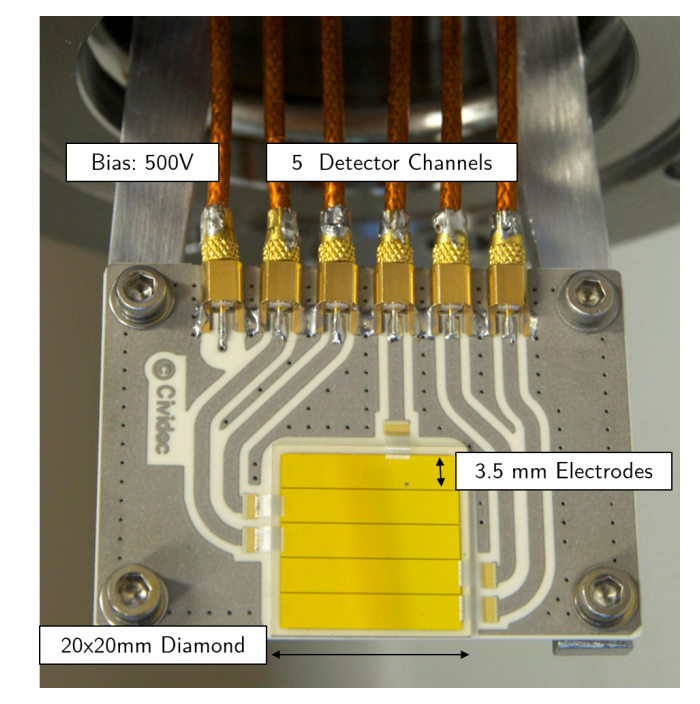 Bias: 500V
5 Detector Channels
© Cividec
3.5 mm Electrodes
20x20mm Diamond